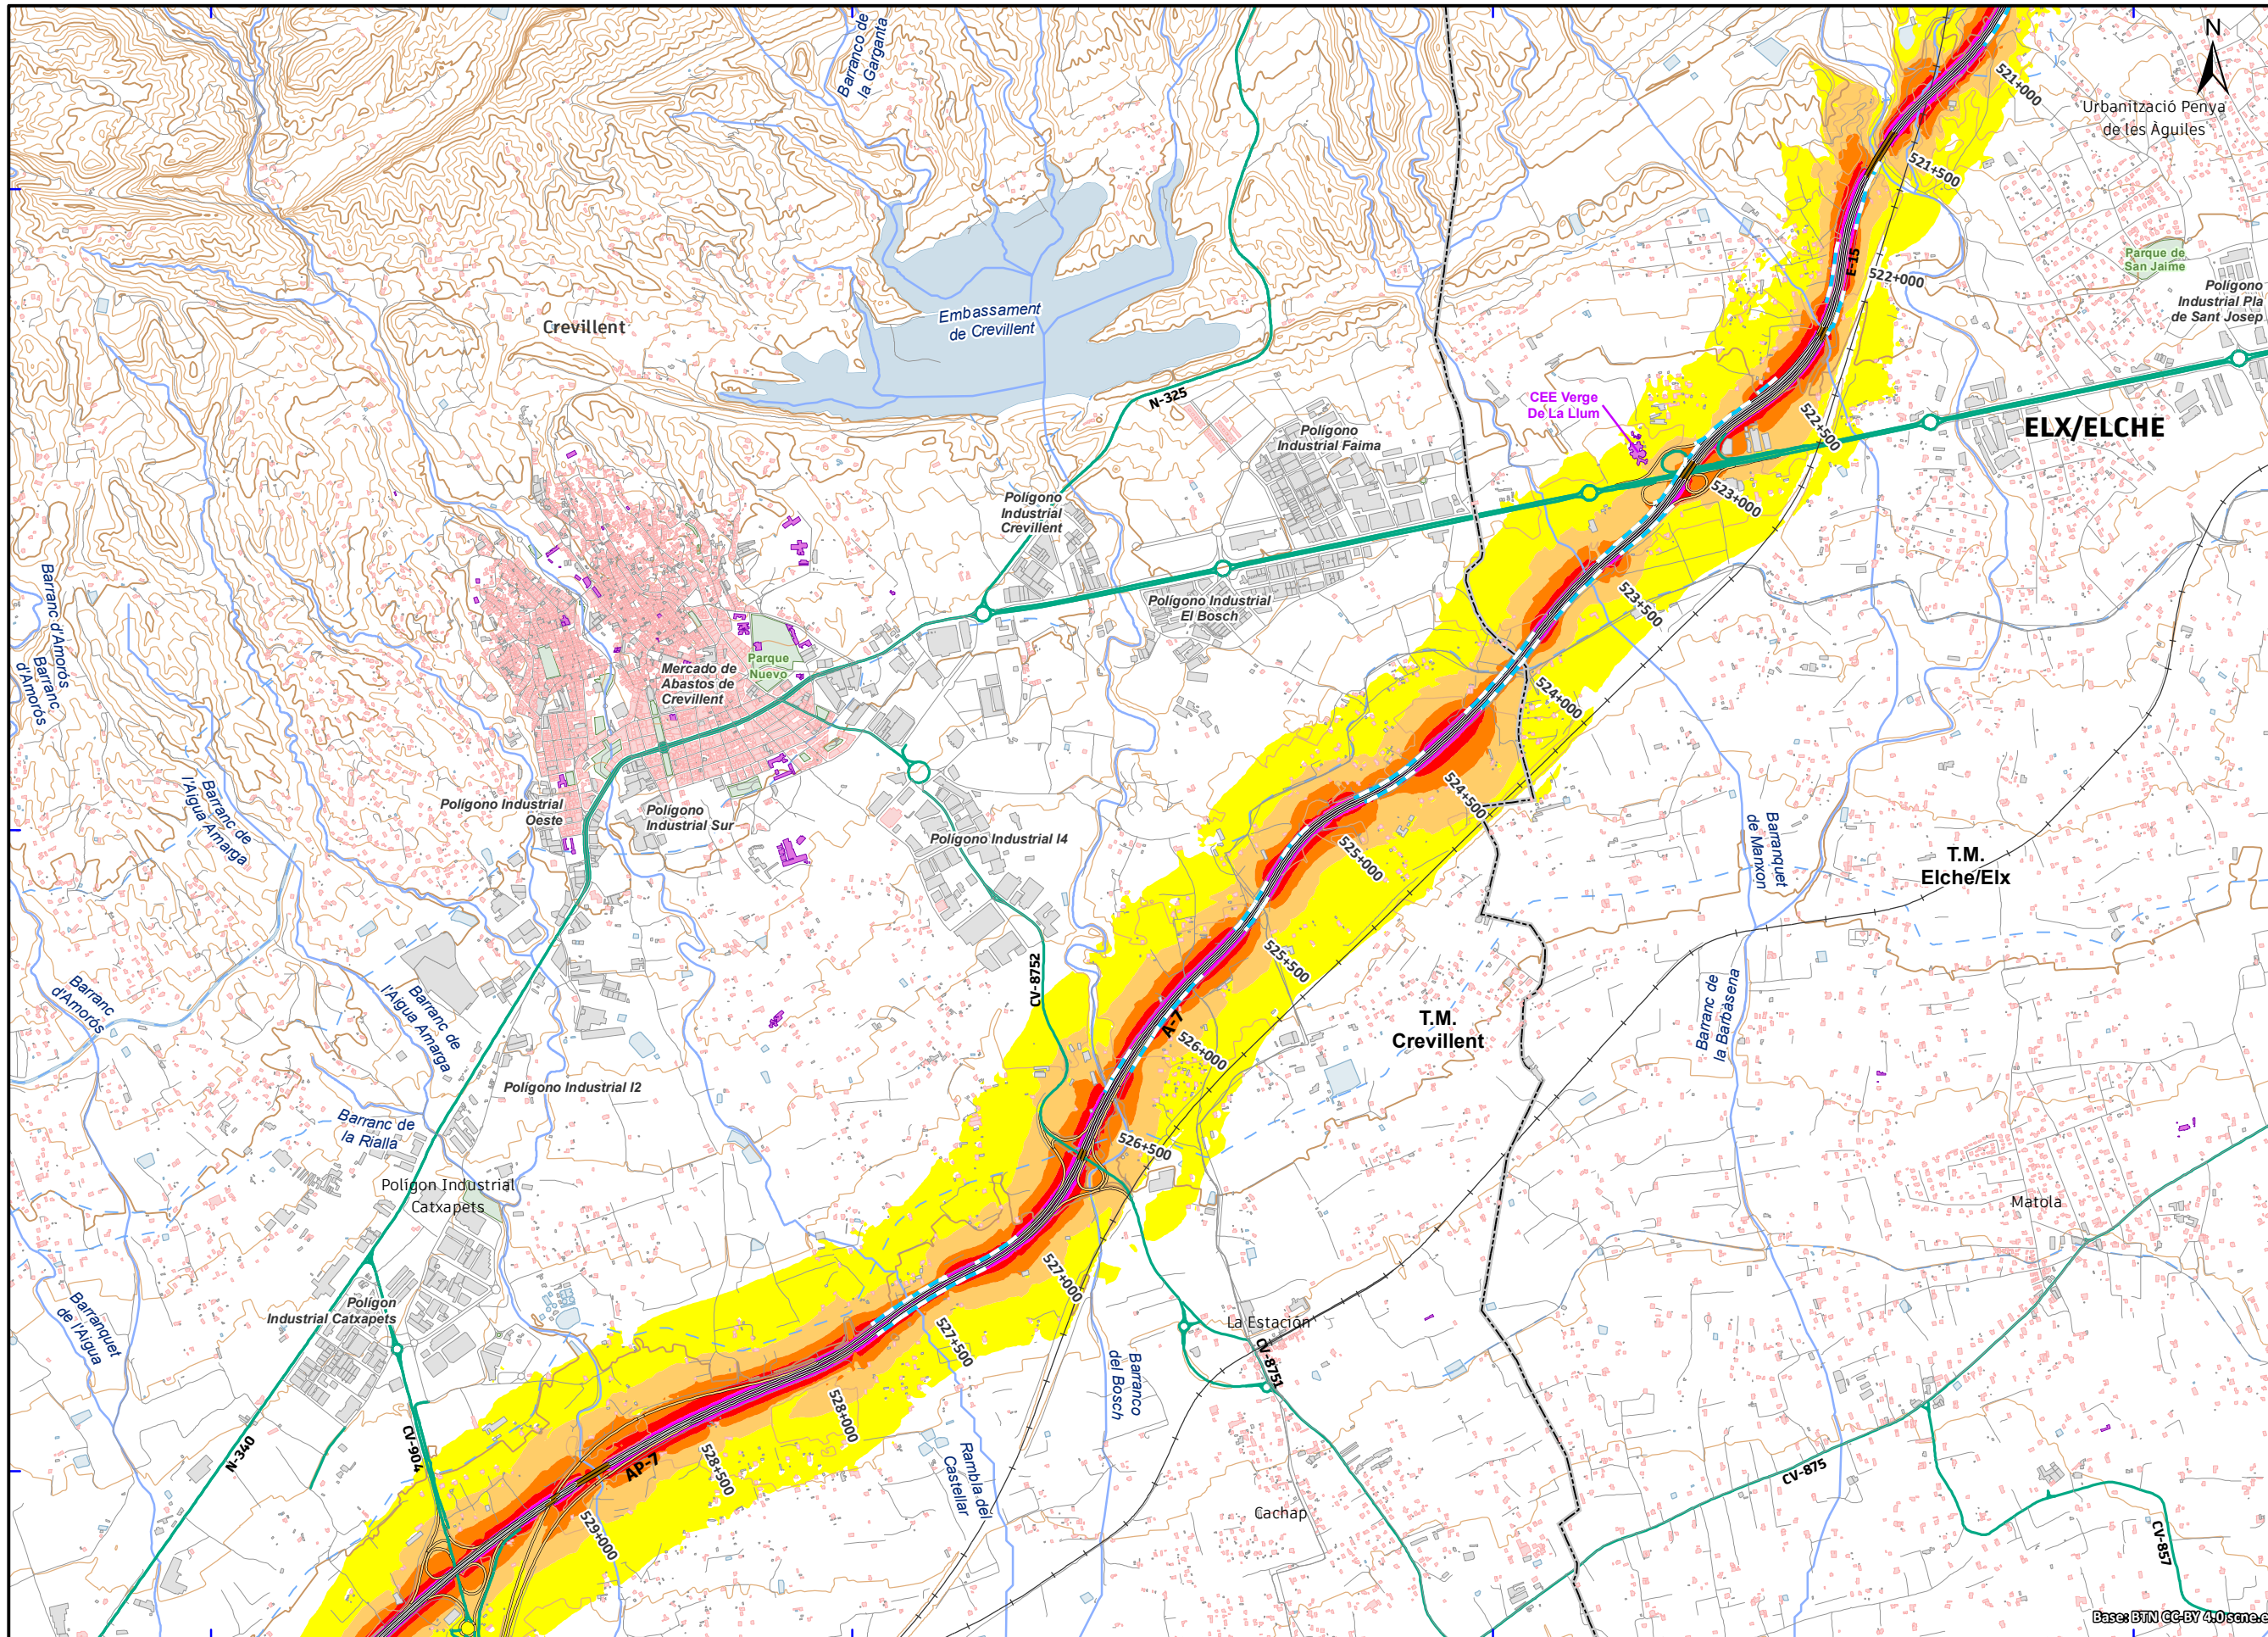 Barranco de
la Garganta
N
521+000
Urbanització Penya
de les Àguiles
521+500
E-15
522+000
Parque de
San Jaime
Polígono
Industrial Pla
de Sant Josep
Embassament
de Crevillent
Crevillent
N-325
CEE Verge
De La Llum
522+500
ELX/ELCHE
Polígono
Industrial Faima
Polígono
Industrial
Crevillent
523+000
Barranc d'Amoròs
Barranc
d'Amoròs
Polígono Industrial
El Bosch
523+500
Mercado de
Abastos de
Crevillent
Parque
Nuevo
524+000
Barranc de
l'Aigua Amarga
Polígono Industrial
Oeste
Polígono
Industrial Sur
Polígono Industrial I4
524+500
525+000
Barranquet
de Manxon
T.M.
Elche/Elx
525+500
CV-8752
Barranc
d'Amoròs
Barranc de
l'Aigua Amarga
A-7
526+000
T.M.
Crevillent
Barranc de
la Barbasena
Polígono Industrial I2
Barranc de
la Rialla
526+500
Polígon Industrial
Catxapets
Matola
527+000
Polígon
Industrial Catxapets
Barranquet
de l'Aigua
527+500
La Estación
CV-8751
Barranco
del Bosch
528+000
N-340
CV-904
AP-7
528+500
Rambla del
Castellar
CV-875
529+000
Cachap
CV-857
Base: BTN CC-BY 4.0 scne.e